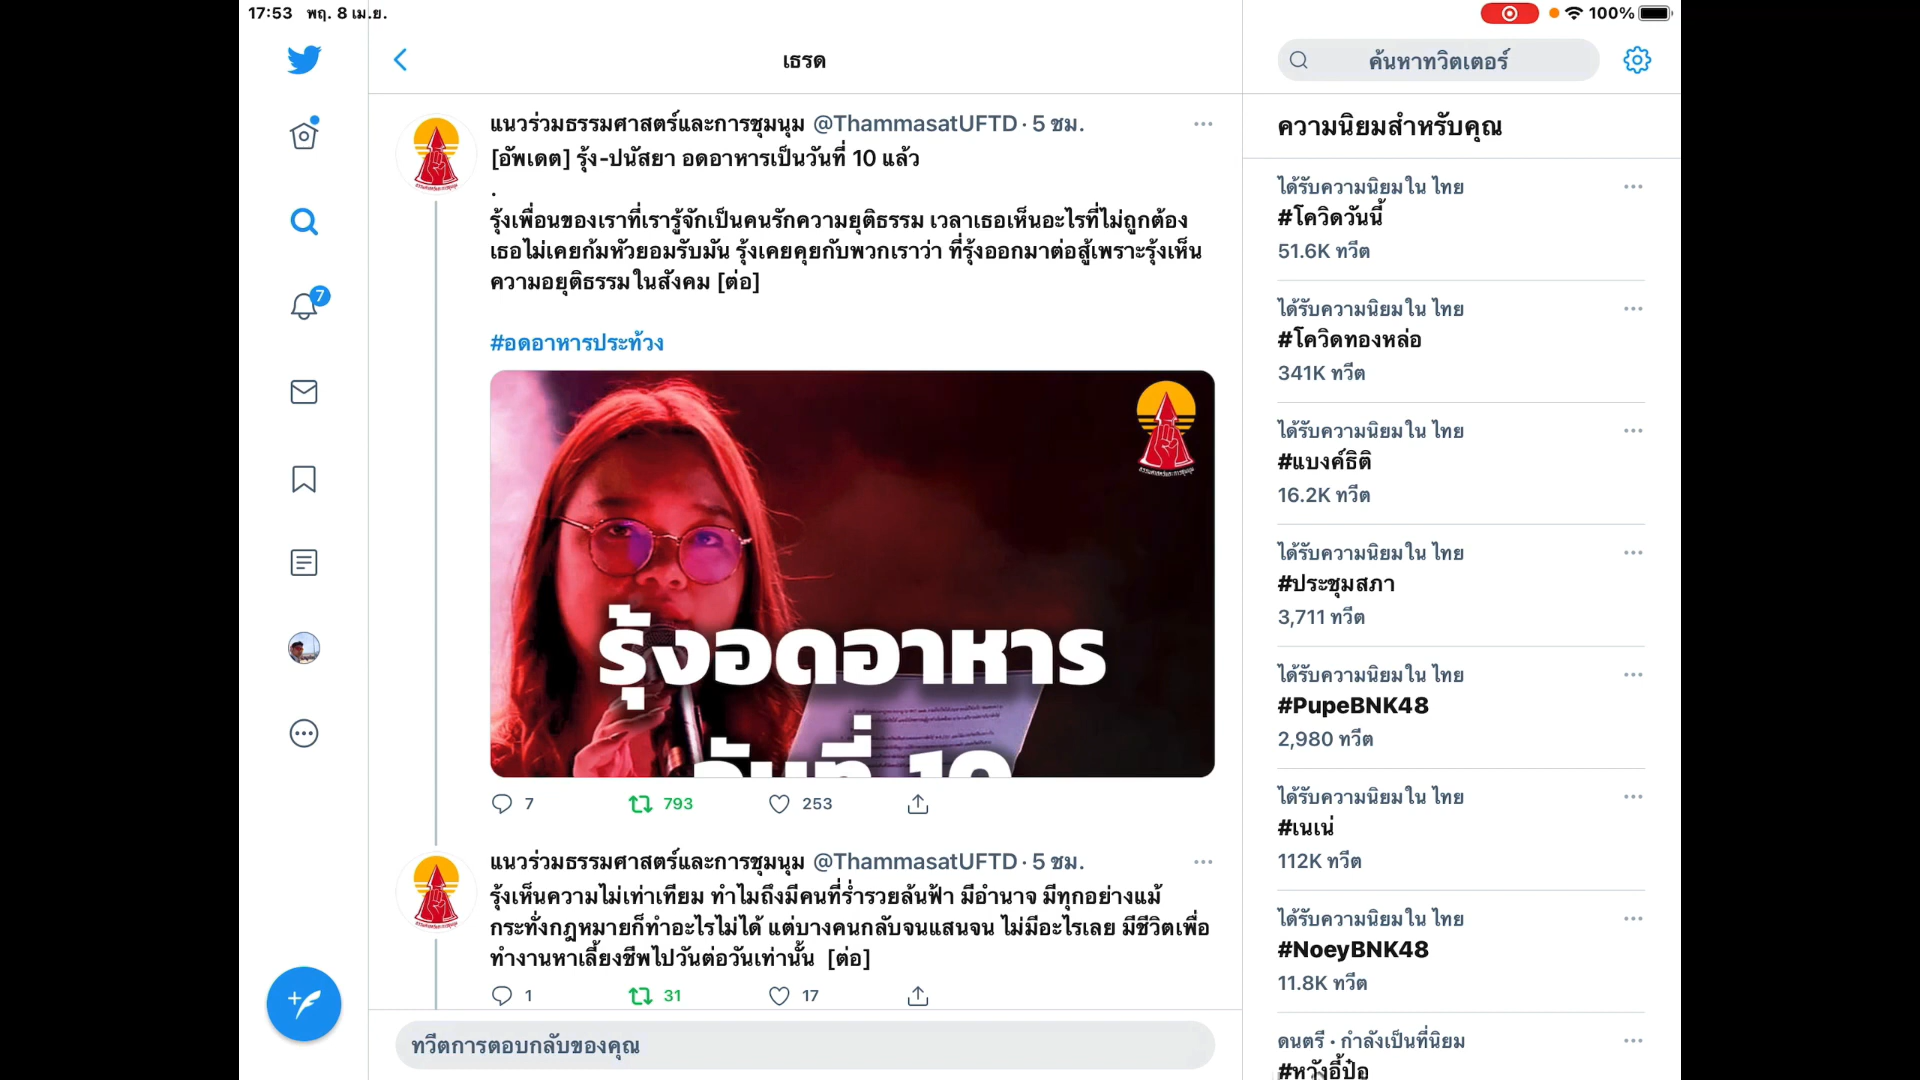 17:53 พฤ. 8 เม.ย.
100%
เธรด
ค้นหาทวิตเตอร์
7
แนวร่วมธรรมศาสตร์และการชุมนุม @ThammasatUFTD · 5 ชม.
[อัพเดต] รุ้ง-ปนัสยา อดอาหารเป็นวันที่ 10 แล้ว
.
รุ้งเพื่อนของเราที่เรารู้จักเป็นคนรักความยุติธรรม เวลาเธอเห็นอะไรที่ไม่ถูกต้อง
เธอไม่เคยก้มหัวยอมรับมัน รุ้งเคยคุยกับพวกเราว่า ที่รุ้งออกมาต่อสู้เพราะรุ้งเห็น
ความอยุติธรรมในสังคม [ต่อ]
#อดอาหารประท้วง
รุ้งอดอาหาร
วันที่ 10
7 793 253
แนวร่วมธรรมศาสตร์และการชุมนุม @ThammasatUFTD · 5 ชม.
รุ้งเห็นความไม่เท่าเทียม ทำไมถึงมีคนที่ร่ำรวยล้นฟ้า มีอำนาจ มีทุกอย่างแม้
กระทั่งกฎหมายก็ทำอะไรไม่ได้ แต่บางคนกลับจนแสนจน ไม่มีอะไรเลย มีชีวิตเพื่อ
ทำงานหาเลี้ยงชีพไปวันต่อวันเท่านั้น [ต่อ]
1 31 17
ทวีตการตอบกลับของคุณ
ความนิยมสำหรับคุณ
ได้รับความนิยมใน ไทย
#โควิดวันนี้
51.6K ทวีต
ได้รับความนิยมใน ไทย
#โควิดทองหล่อ
341K ทวีต
ได้รับความนิยมใน ไทย
#แบงค์ธิติ
16.2K ทวีต
ได้รับความนิยมใน ไทย
#ประชุมสภา
3,711 ทวีต
ได้รับความนิยมใน ไทย
#PupeBNK48
2,980 ทวีต
ได้รับความนิยมใน ไทย
#เนเน่
112K ทวีต
ได้รับความนิยมใน ไทย
#NoeyBNK48
11.8K ทวีต
ดนตรี · กำลังเป็นที่นิยม
#หวังอี้ป๋อ